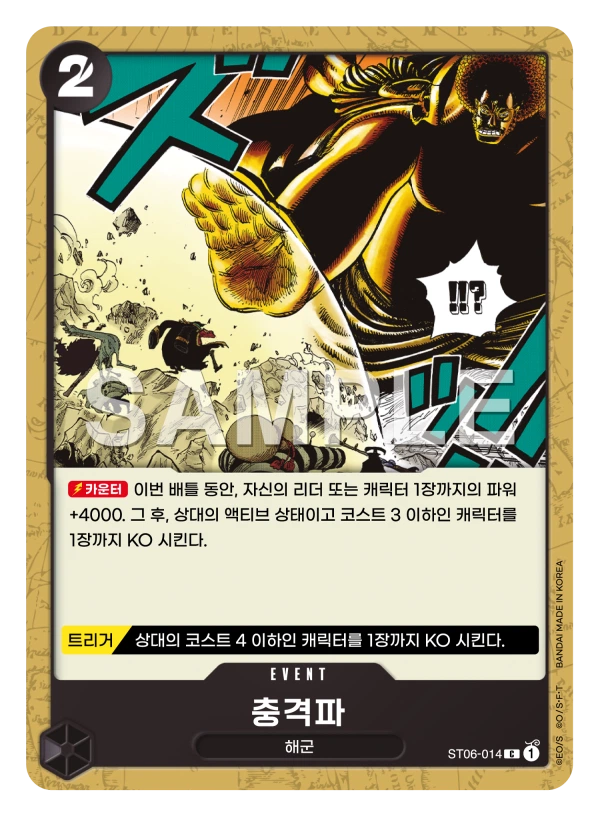 2
ズ
!!?
SAMPLE
카운터 이번 배틀 동안, 자신의 리더 또는 캐릭터 1장까지의 파워
+4000. 그 후, 상대의 액티브 상태이고 코스트 3 이하인 캐릭터를
1장까지 KO 시킨다.
트리거 상대의 코스트 4 이하인 캐릭터를 1장까지 KO 시킨다.
EVENT
충격파
해군
ST06-014 C 1
©E.O/S. ©O/S·F·T BANDAI MADE IN KOREA